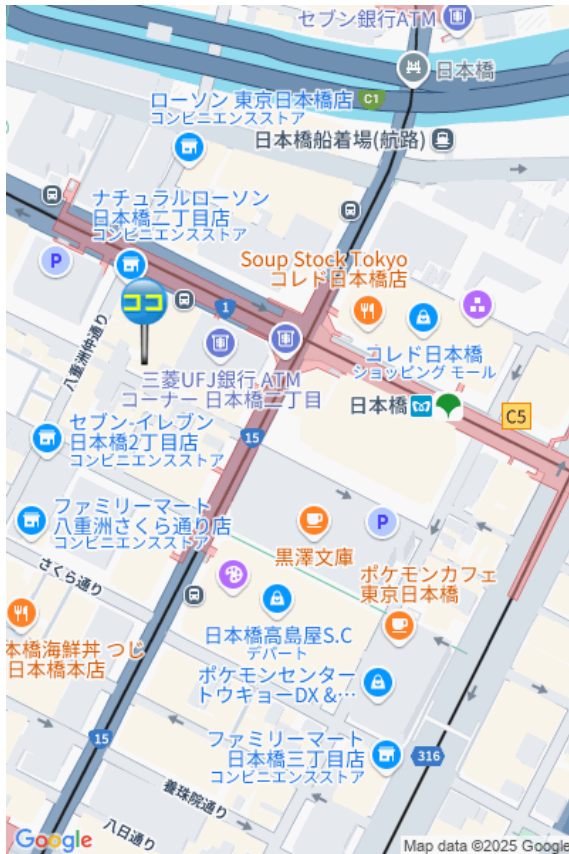 セブン銀行ATM
日本橋
ローソン 東京日本橋店
コンビニエンスストア
C1
日本橋船着場(航路)
ナチュラルローソン
日本橋二丁目店
コンビニエンスストア
P
ココ
1
Soup Stock Tokyo
コレド日本橋店
コレド日本橋
ショッピング モール
八重洲仲通り
三菱UFJ銀行 ATM
コーナー 日本橋二丁目
日本橋
C5
セブン-イレブン
日本橋2丁目店
コンビニエンスストア
15
ファミリーマート
八重洲さくら通り店
コンビニエンスストア
黒澤文庫
P
さくら通り
ポケモンカフェ
東京日本橋
本橋海鮮丼 つじ
日本橋本店
日本橋高島屋S.C
デパート
ポケモンセンター
トウキョーDX &…
15
ファミリーマート
日本橋三丁目店
コンビニエンスストア
316
養珠院通り
八日通り
Google
Map data ©2025 Google